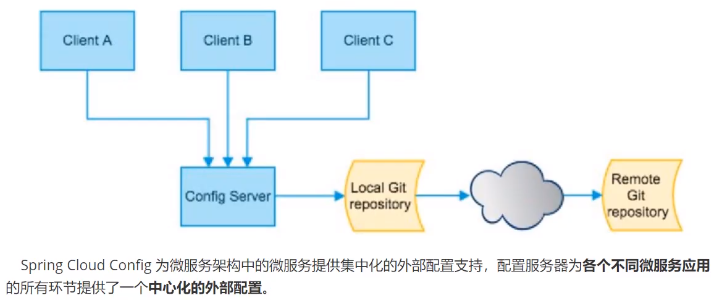 Client A
Client B
Client C
Config Server
Local Git
repository
Remote
Git
repository
Spring Cloud Config 为微服务架构中的微服务提供集中化的外部配置支持，配置服务器为各个不同微服务应用
的所有环节提供了一个中心化的外部配置。